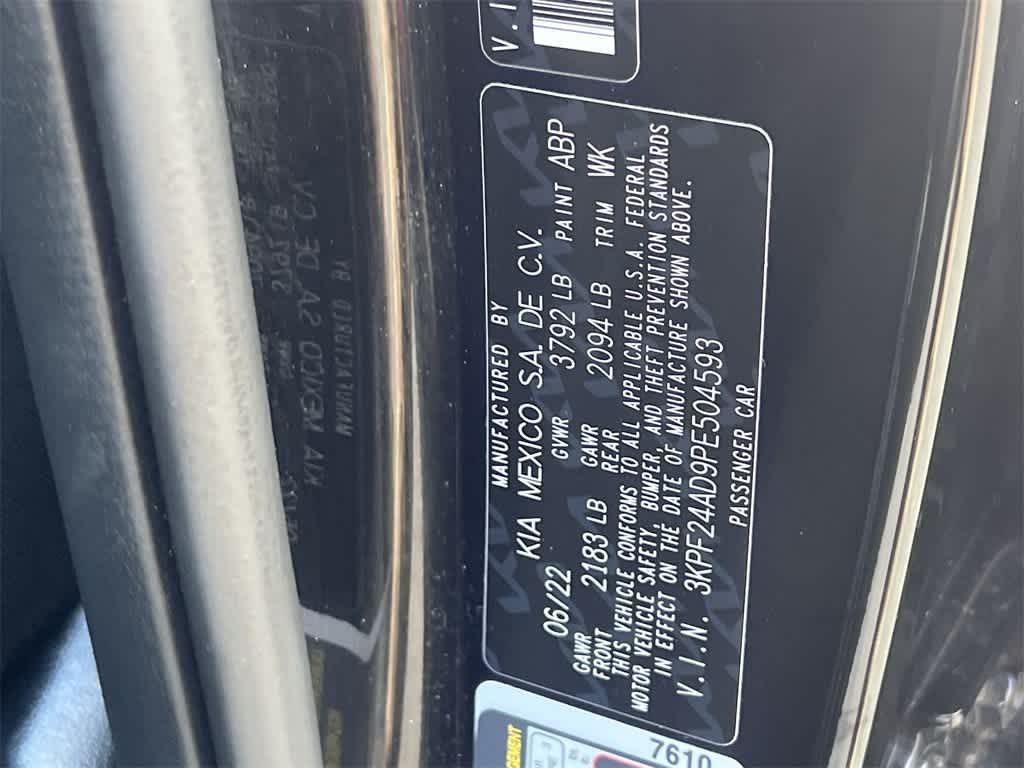 V.I
MANUFACTURED BY
KIA MEXICO S.A. DE C.V.
06/22 GVWR 3792 LB PAINT ABP
GAWR FRONT 2183 LB GAWR REAR 2094 LB TRIM WK
THIS VEHICLE CONFORMS TO ALL APPLICABLE U.S.A. FEDERAL
MOTOR VEHICLE SAFETY, BUMPER, AND THEFT PREVENTION STANDARDS
IN EFFECT ON THE DATE OF MANUFACTURE SHOWN ABOVE.
V.I.N. 3KPF24AD9PE504593
PASSENGER CAR
7610